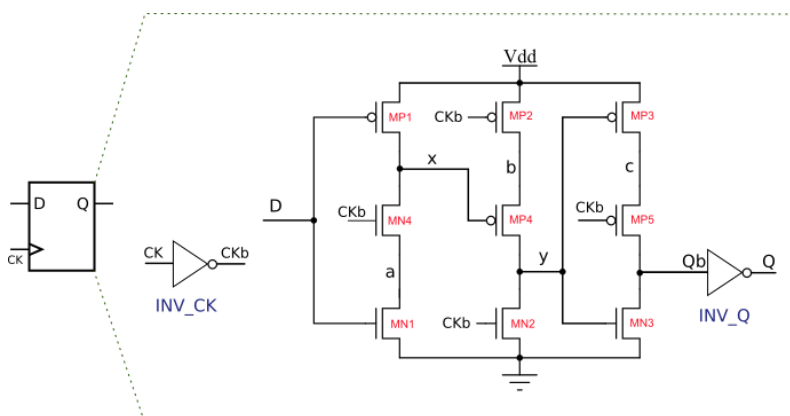 Vdd
MP1
CKb
MP2
MP3
x
b
c
D
Q
D
CKb
MN4
MP4
CKb
MP5
CK
CK
CKb
a
y
Qb
Q
INV_CK
MN1
CKb
MN2
MN3
INV_Q